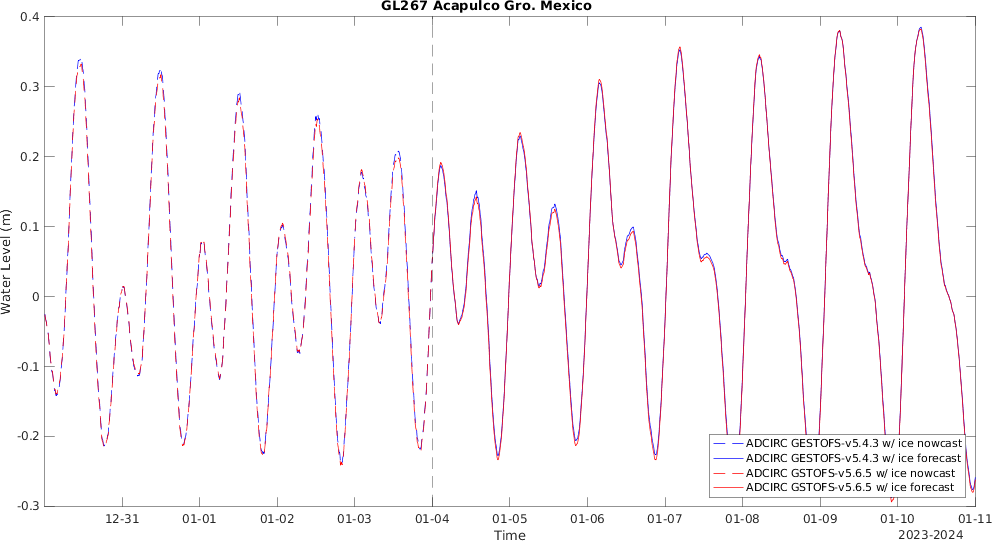 GL267 Acapulco Gro. Mexico
Water Level (m)
0.4
0.3
0.2
0.1
0
-0.1
-0.2
-0.3
ADCIRC GESTOFS-v5.4.3 w/ ice nowcast
ADCIRC GESTOFS-v5.4.3 w/ ice forecast
ADCIRC GSTOFS-v5.6.5 w/ ice nowcast
ADCIRC GSTOFS-v5.6.5 w/ ice forecast
12-31 01-01 01-02 01-03 01-04 01-05 01-06 01-07 01-08 01-09 01-10 01-11
Time
2023-2024